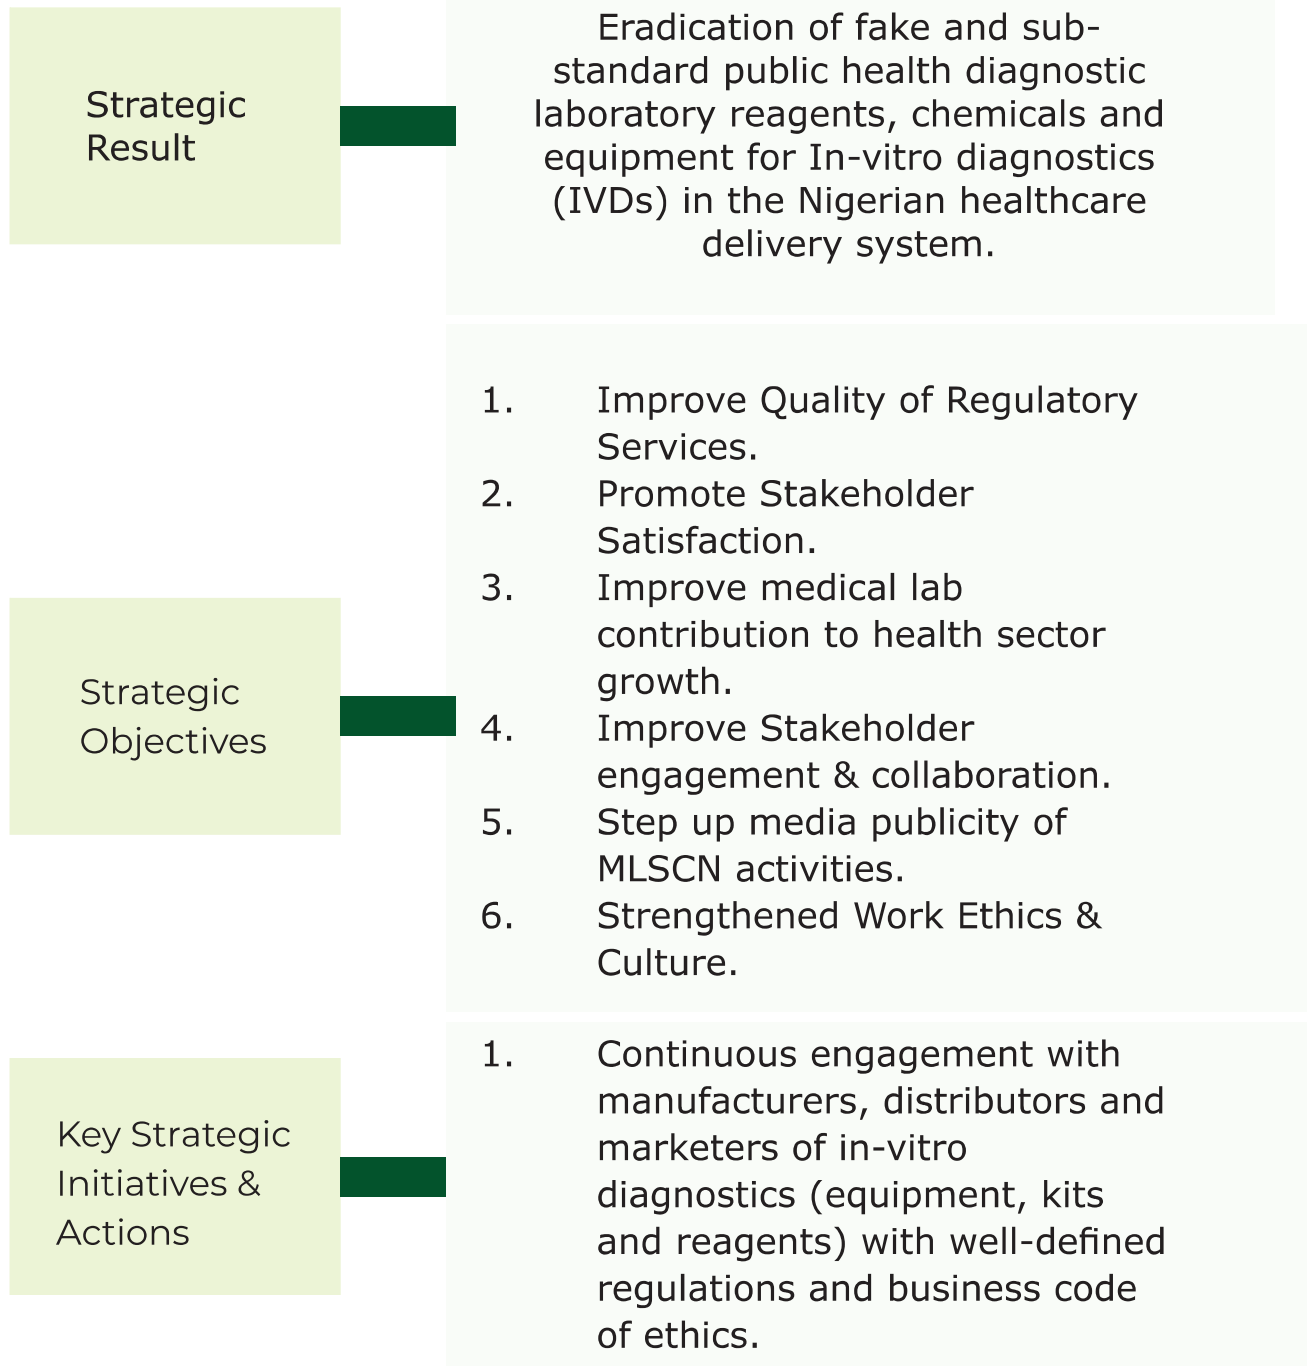 Strategic
Result
Eradication of fake and sub-
standard public health diagnostic
laboratory reagents, chemicals and
equipment for In-vitro diagnostics
(IVDs) in the Nigerian healthcare
delivery system.
Strategic
Objectives
1. Improve Quality of Regulatory
Services.
2. Promote Stakeholder
Satisfaction.
3. Improve medical lab
contribution to health sector
growth.
4. Improve Stakeholder
engagement & collaboration.
5. Step up media publicity of
MLSCN activities.
6. Strengthened Work Ethics &
Culture.
Key Strategic
Initiatives &
Actions
1. Continuous engagement with
manufacturers, distributors and
marketers of in-vitro
diagnostics (equipment, kits
and reagents) with well-defined
regulations and business code
of ethics.